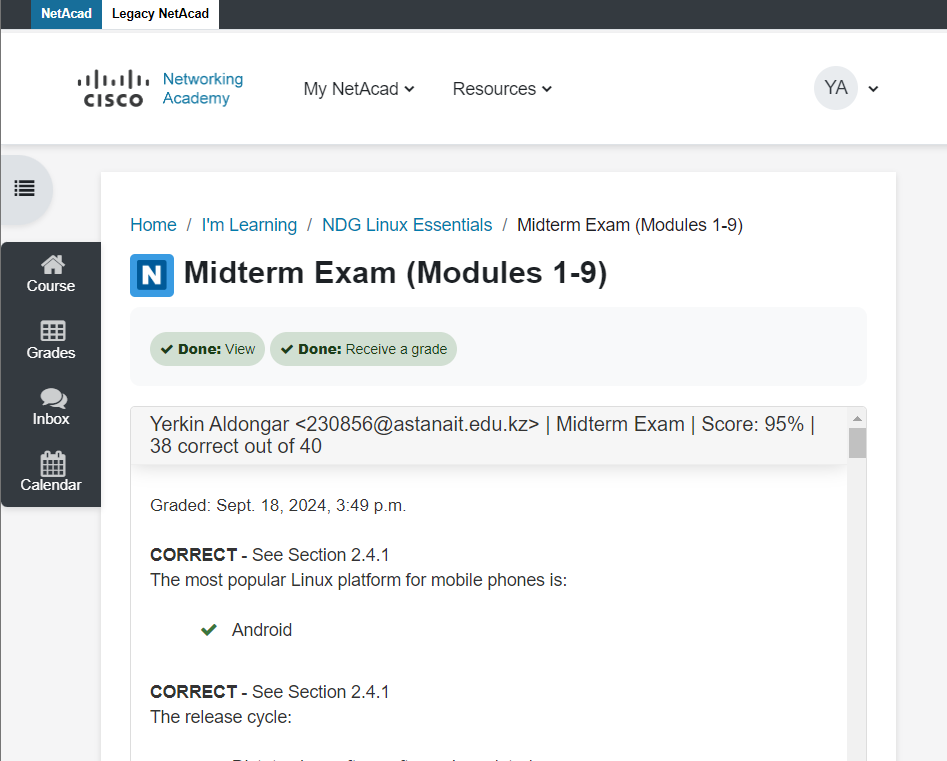 NetAcad
Legacy NetAcad
CISCO
Networking
Academy
My NetAcad
Resources
YA
Home / I'm Learning / NDG Linux Essentials / Midterm Exam (Modules 1-9)
N
Midterm Exam (Modules 1-9)
Course
Grades
Inbox
Calendar
Done: View
Done: Receive a grade
Yerkin Aldongar <230856@astanait.edu.kz> | Midterm Exam | Score: 95% |
38 correct out of 40
Graded: Sept. 18, 2024, 3:49 p.m.
CORRECT - See Section 2.4.1
The most popular Linux platform for mobile phones is:
Android
CORRECT - See Section 2.4.1
The release cycle: